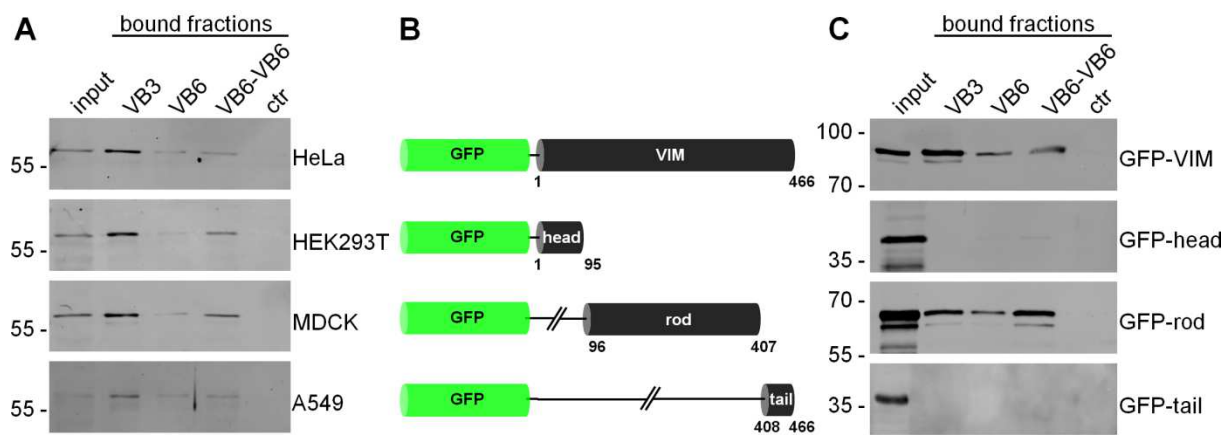 A
bound fractions
input
VB3
VB6
VB6-VB6
ctr
55 -
HeLa
55 -
HEK293T
55 -
MDCK
55 -
A549
B
GFP
VIM
1
466
GFP
head
1
95
GFP
rod
96
407
GFP
tail
408 466
C
bound fractions
input
VB3
VB6
VB6-VB6
ctr
100 -
70 -
GFP-VIM
35 -
GFP-head
70 -
55 -
GFP-rod
35 -
GFP-tail